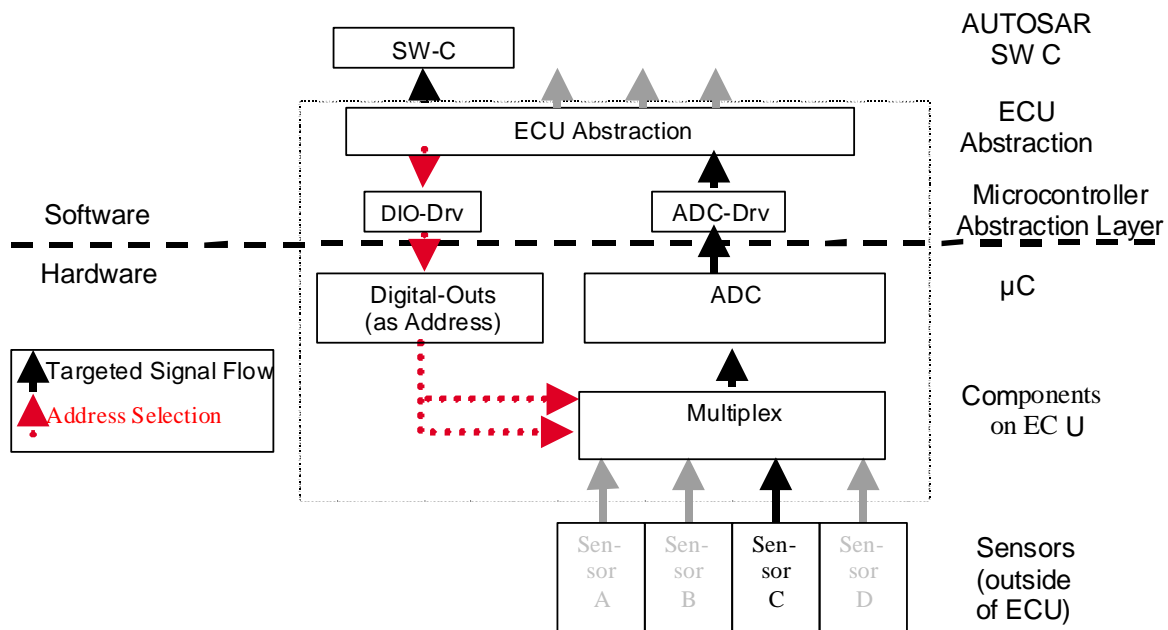 AUTOSAR
SW C
SW-C
ECU Abstraction
ECU
Abstraction
DIO-Drv
ADC-Drv
Microcontroller
Abstraction Layer
Software
Hardware
Digital-Outs
(as Address)
ADC
µC
Targeted Signal Flow
Address Selection
Multiplex
Components
on EC U
Sen-
sor
A
Sen-
sor
B
Sen-
sor
C
Sen-
sor
D
Sensors
(outside
of ECU)